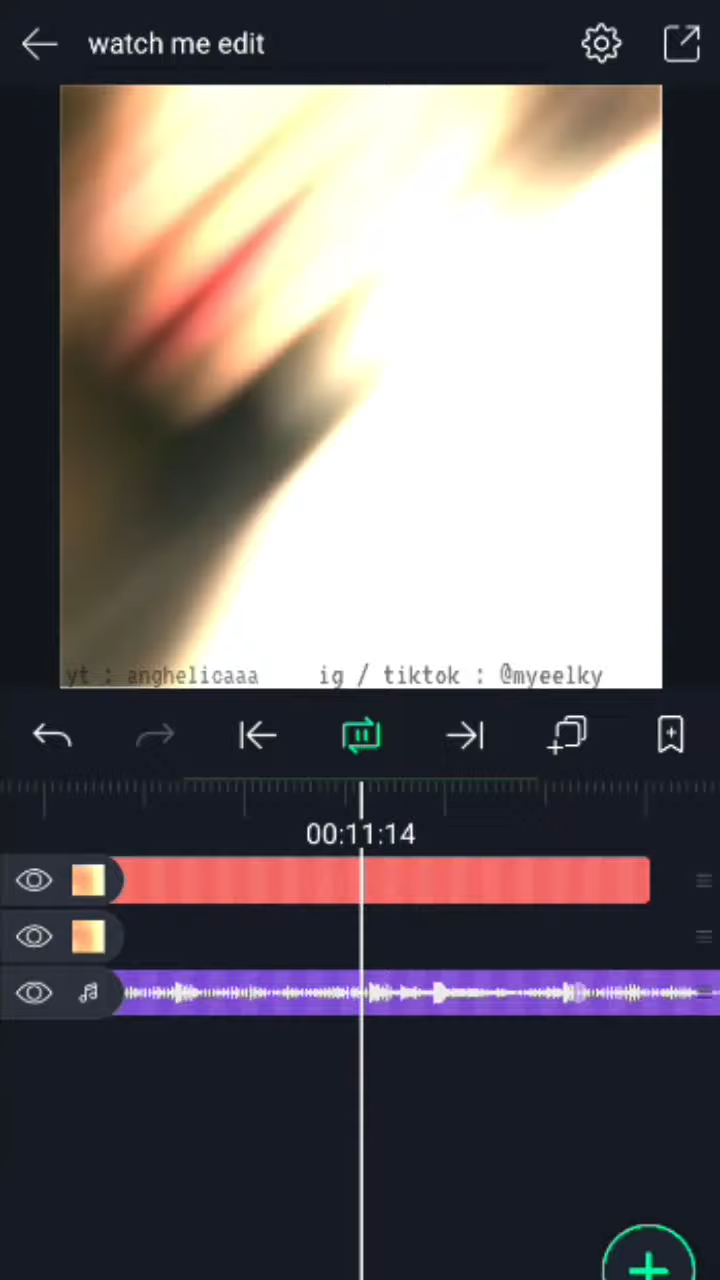 watch me edit
yt : anghelicaaa    ig / tiktok : @myeelky
00:11:14